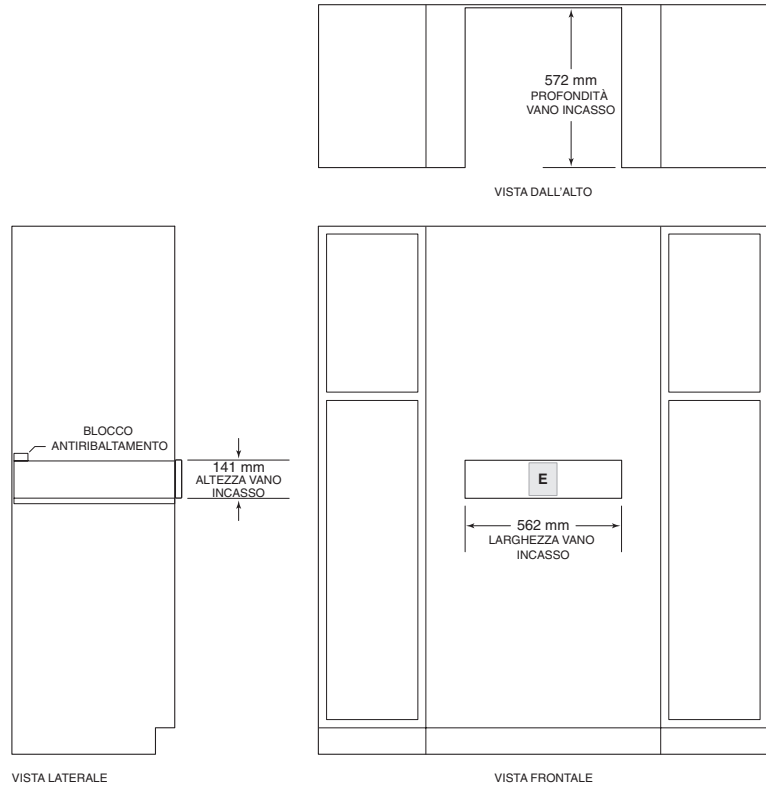 572 mm
PROFONDITÀ
VANO INCASSO
VISTA DALL'ALTO
BLOCCO
ANTIRIBALTAMENTO
141 mm
ALTEZZA VANO
INCASSO
E
562 mm
LARGHEZZA VANO
INCASSO
VISTA LATERALE
VISTA FRONTALE